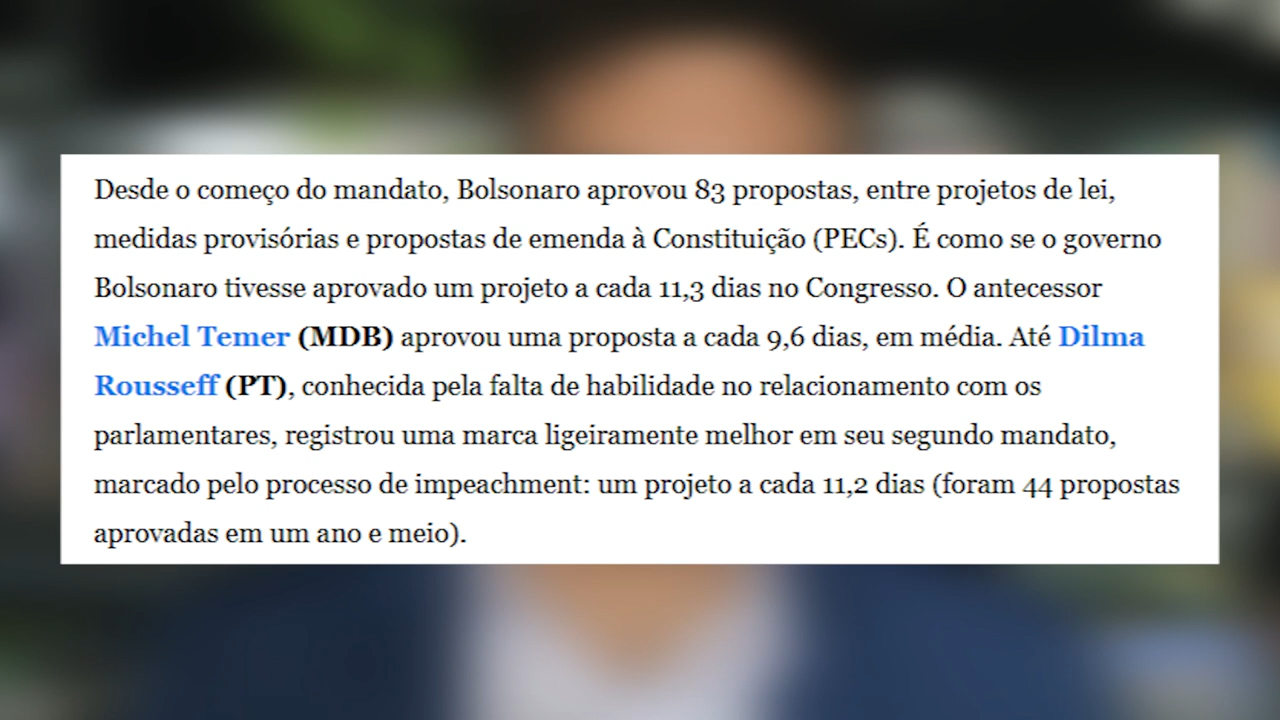 Desde o começo do mandato, Bolsonaro aprovou 83 propostas, entre projetos de lei,
medidas provisórias e propostas de emenda à Constituição (PECs). É como se o governo
Bolsonaro tivesse aprovado um projeto a cada 11,3 dias no Congresso. O antecessor
Michel Temer (MDB) aprovou uma proposta a cada 9,6 dias, em média. Até Dilma
Rousseff (PT), conhecida pela falta de habilidade no relacionamento com os
parlamentares, registrou uma marca ligeiramente melhor em seu segundo mandato,
marcado pelo processo de impeachment: um projeto a cada 11,2 dias (foram 44 propostas
aprovadas em um ano e meio).